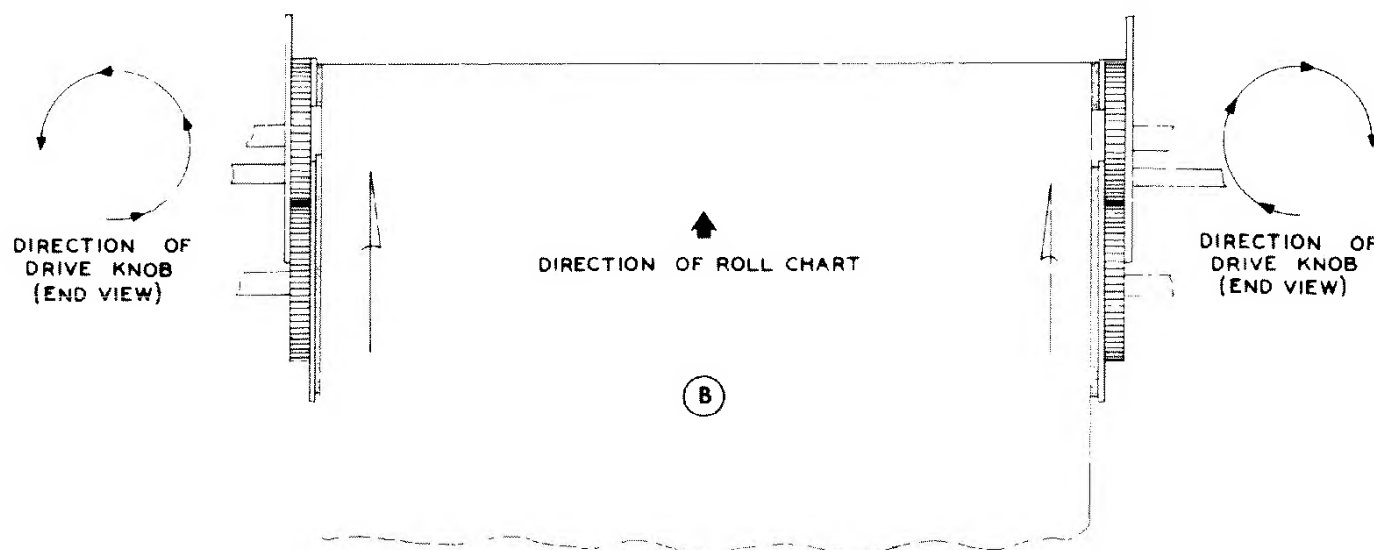 DIRECTION OF
DRIVE KNOB
(END VIEW)
DIRECTION OF ROLL CHART
DIRECTION OF
DRIVE KNOB
(END VIEW)
B